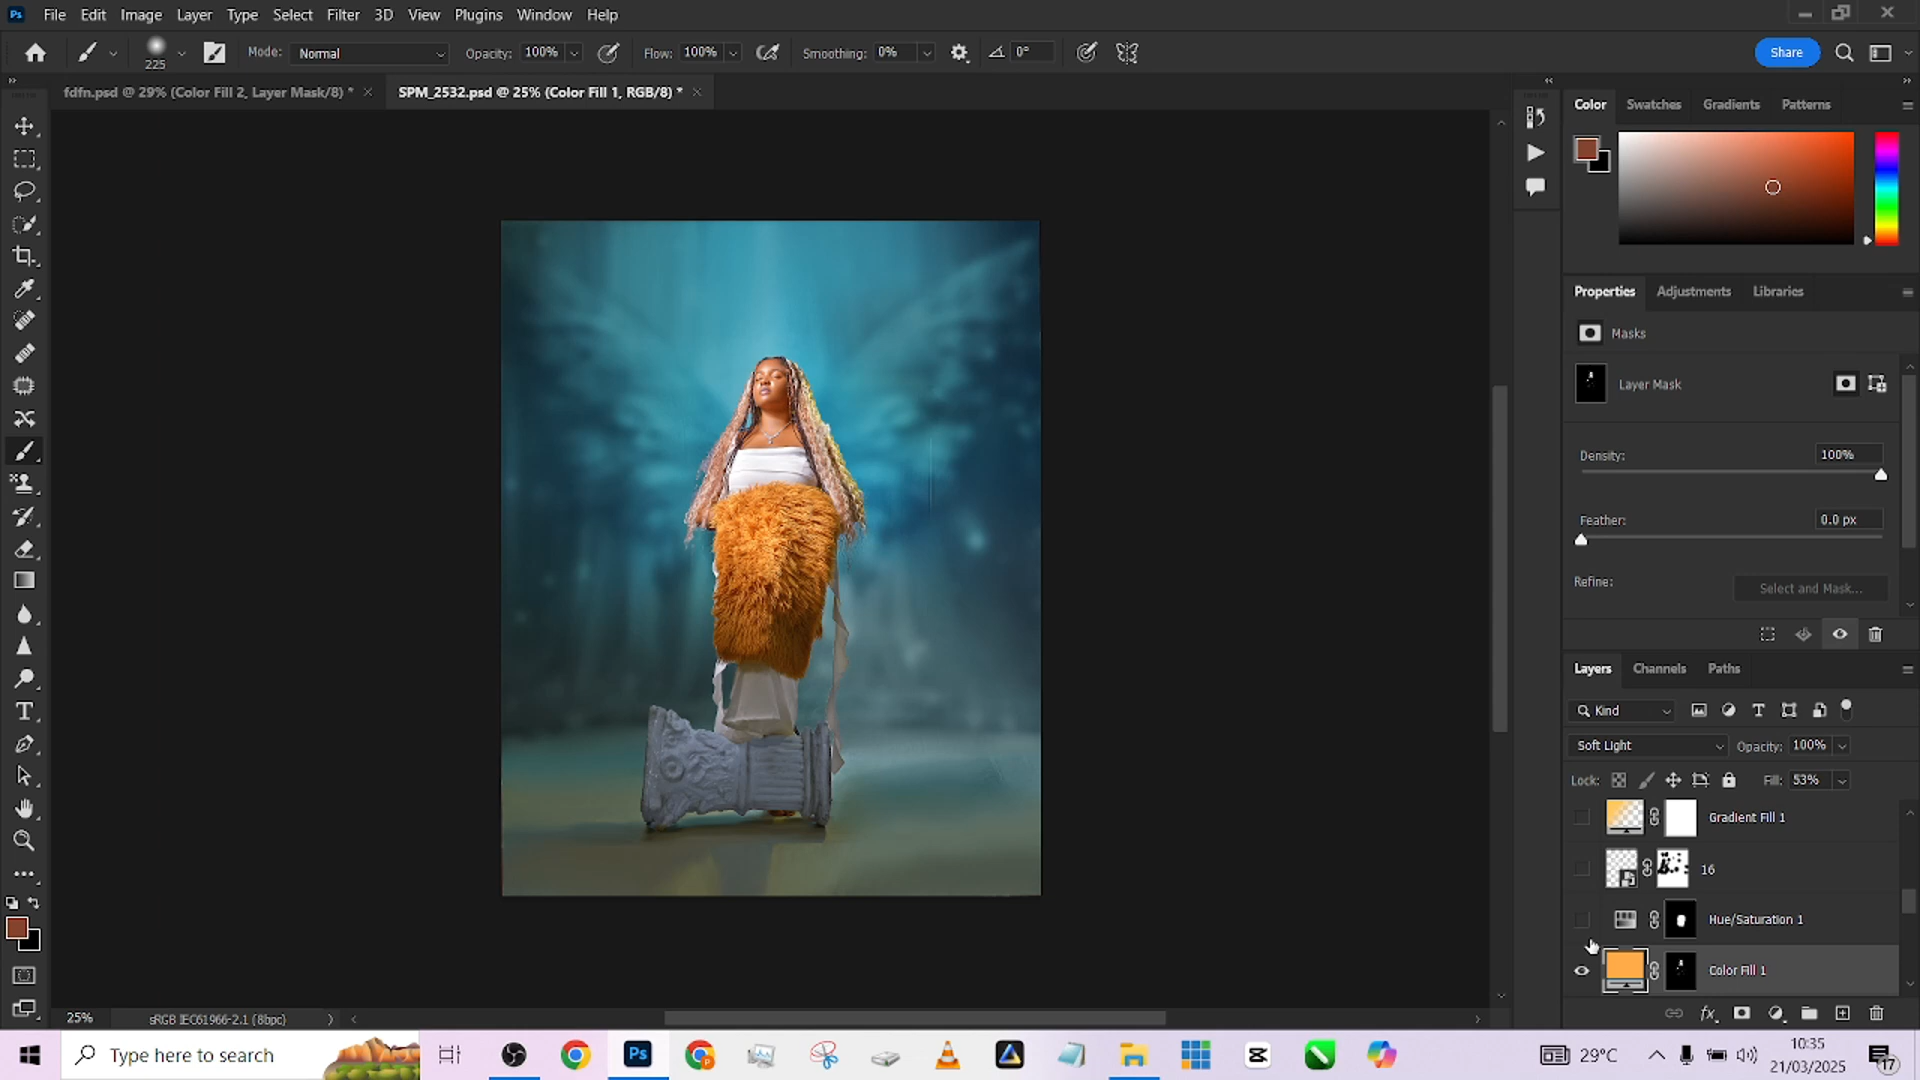 File Edit Image Layer Type Select Filter 3D View Plugins Window Help
225 Mode: Normal Opacity: 100% Flow: 100% Smoothing: 0% 0° Share
fdfn.psd @ 29% (Color Fill 2, Layer Mask/8) * SPM_2532.psd @ 25% (Color Fill 1, RGB/8) *
Color Swatches Gradients Patterns
Properties Adjustments Libraries
Masks
Layer Mask
Density: 100%
Feather: 0.0 px
Refine: Select and Mask...
Layers Channels Paths
Kind
Soft Light Opacity: 100%
Lock: Fill: 53%
Gradient Fill 1
16
Hue/Saturation 1
Color Fill 1
25% sRGB IEC61966-2.1 (8bpc)
Type here to search
29°C
10:35
21/03/2025
17